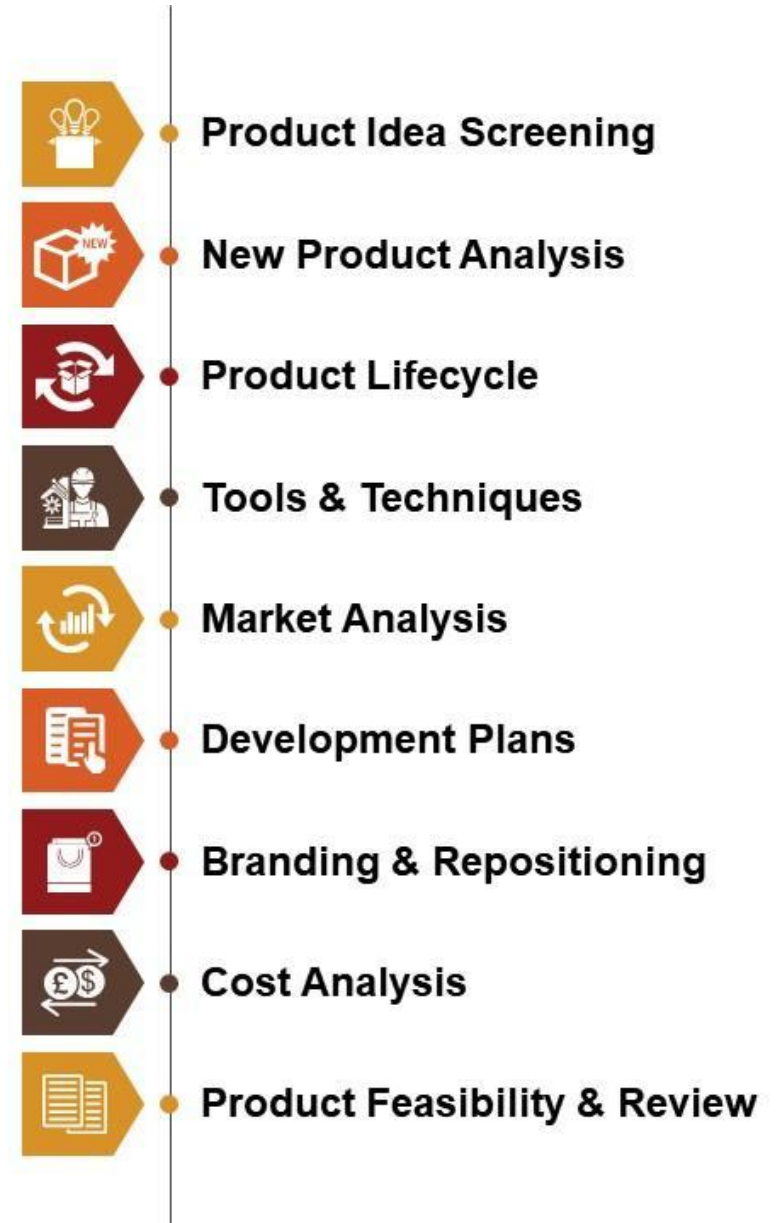 Product Idea Screening
NEW
New Product Analysis
Product Lifecycle
Tools & Techniques
Market Analysis
Development Plans
Branding & Repositioning
£ $
Cost Analysis
Product Feasibility & Review